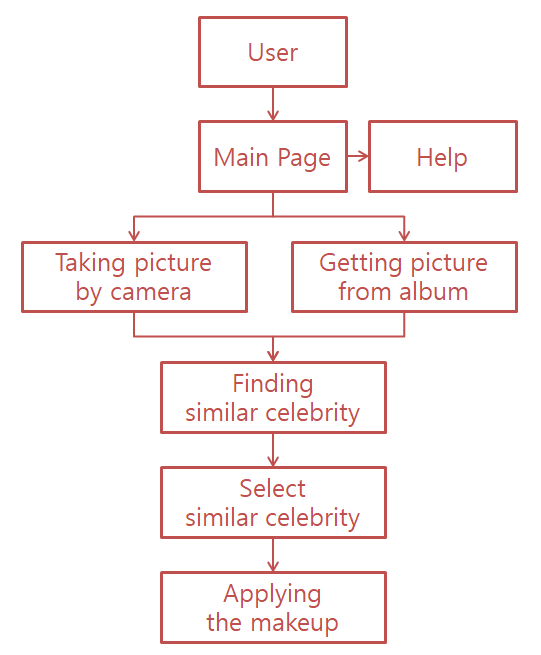 User
Main Page
Help
Taking picture
by camera
Getting picture
from album
Finding
similar celebrity
Select
similar celebrity
Applying
the makeup